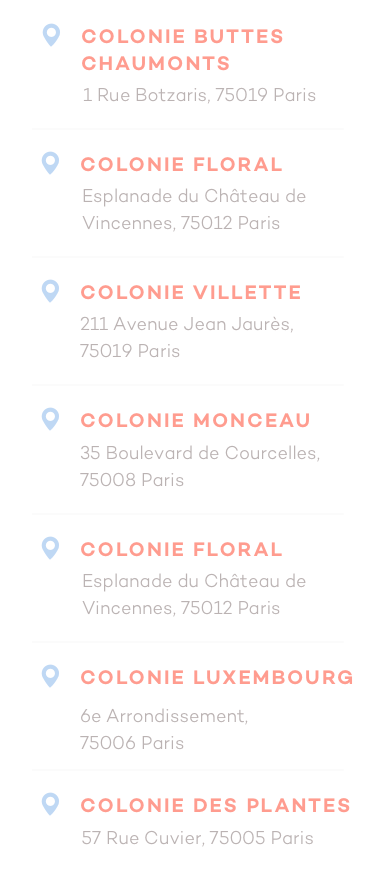 COLONIE BUTTES
CHAUMONTS
1 Rue Botzaris, 75019 Paris
COLONIE FLORAL
Esplanade du Château de
Vincennes, 75012 Paris
COLONIE VILLETTE
211 Avenue Jean Jaurès,
75019 Paris
COLONIE MONCEAU
35 Boulevard de Courcelles,
75008 Paris
COLONIE FLORAL
Esplanade du Château de
Vincennes, 75012 Paris
COLONIE LUXEMBOURG
6e Arrondissement,
75006 Paris
COLONIE DES PLANTES
57 Rue Cuvier, 75005 Paris